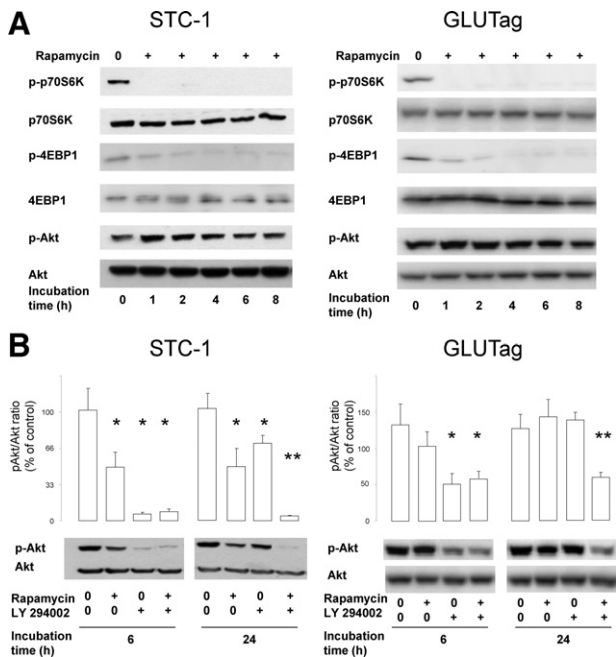 A
STC-1
GLUTag
Rapamycin 0 + + + + +
p-p70S6K
p70S6K
p-4EBP1
4EBP1
p-Akt
Akt
Incubation
time (h) 0 1 2 4 6 8
Rapamycin 0 + + + + +
p-p70S6K
p70S6K
p-4EBP1
4EBP1
p-Akt
Akt
Incubation
time (h) 0 1 2 4 6 8
B
STC-1
GLUTag
pAkt/Akt ratio
(% of control)
100
66
33
0
* * * * * **
p-Akt
Akt
Rapamycin 0 + 0 + 0 + 0 +
LY 294002 0 0 + + 0 0 + +
Incubation
time (h) 6 24
pAkt/Akt ratio
(% of control)
150
100
50
0
* * **
p-Akt
Akt
Rapamycin 0 + 0 + 0 + 0 +
LY 294002 0 0 + + 0 0 + +
Incubation
time (h) 6 24